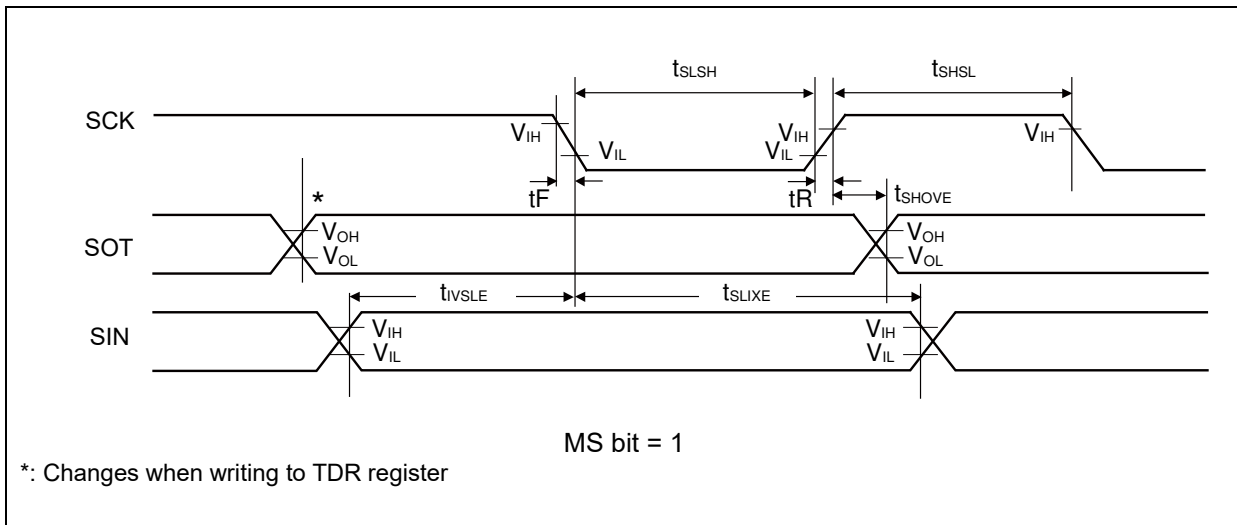 tSLSH
tSHSL
SCK
VIH
VIL
VIL
VIH
VIH
tF
tR
tSHOVE
*
SOT
VOH
VOL
VOH
VOL
tIVSLE
tSLIXE
SIN
VIH
VIL
VIH
VIL
MS bit = 1
*: Changes when writing to TDR register